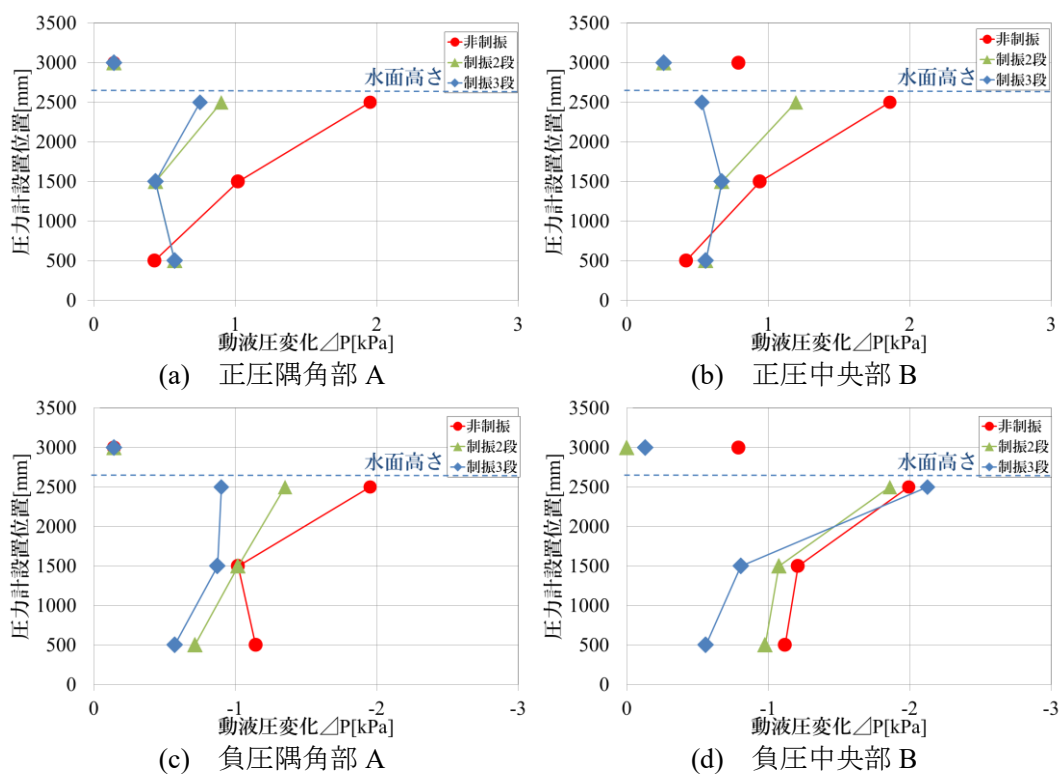 3500
3000
2500
2000
1500
1000
500
0
圧力計設置位置[mm]
非制振
制振2段
制振3段
水面高さ
0 1 2 3
動液圧変化⊿P[kPa]
(a) 正圧隅角部 A
3500
3000
2500
2000
1500
1000
500
0
圧力計設置位置[mm]
非制振
制振2段
制振3段
水面高さ
0 1 2 3
動液圧変化⊿P[kPa]
(b) 正圧中央部 B
3500
3000
2500
2000
1500
1000
500
0
圧力計設置位置[mm]
非制振
制振2段
制振3段
水面高さ
0 -1 -2 -3
動液圧変化⊿P[kPa]
(c) 負圧隅角部 A
3500
3000
2500
2000
1500
1000
500
0
圧力計設置位置[mm]
非制振
制振2段
制振3段
水面高さ
0 -1 -2 -3
動液圧変化⊿P[kPa]
(d) 負圧中央部 B